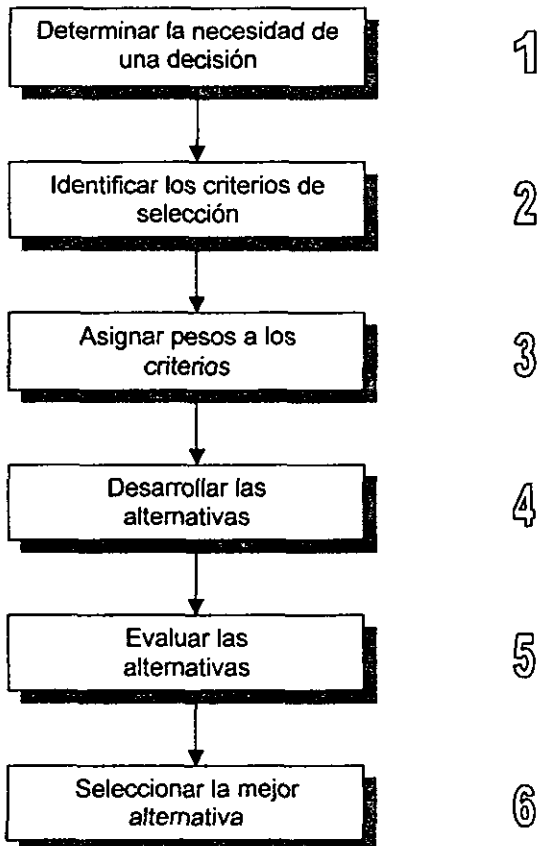 Determinar la necesidad de
una decisión
1
Identificar los criterios de
selección
2
Asignar pesos a los
criterios
3
Desarrollar las
alternativas
4
Evaluar las
alternativas
5
Seleccionar la mejor
alternativa
6